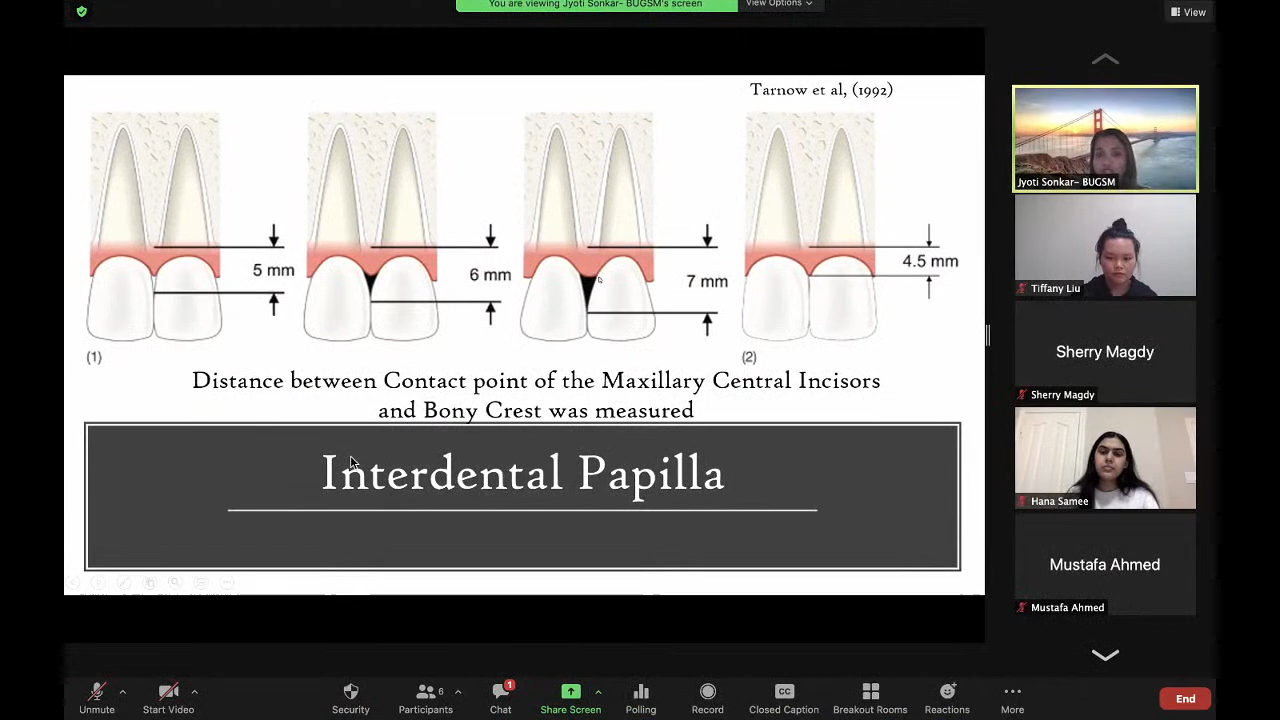 You are viewing Jyoti Sonkar- BUGSM's screen
View Options
View
Tarnow et al, (1992)
5 mm
6 mm
7 mm
4.5 mm
(1)
(2)
Distance between Contact point of the Maxillary Central Incisors
and Bony Crest was measured
Interdental Papilla
Jyoti Sonkar- BUGSM
Tiffany Liu
Sherry Magdy
Sherry Magdy
Hana Samee
Mustafa Ahmed
Mustafa Ahmed
Unmute
Start Video
Security
Participants
6
Chat
1
Share Screen
Polling
Record
CC
Closed Caption
Breakout Rooms
Reactions
More
End